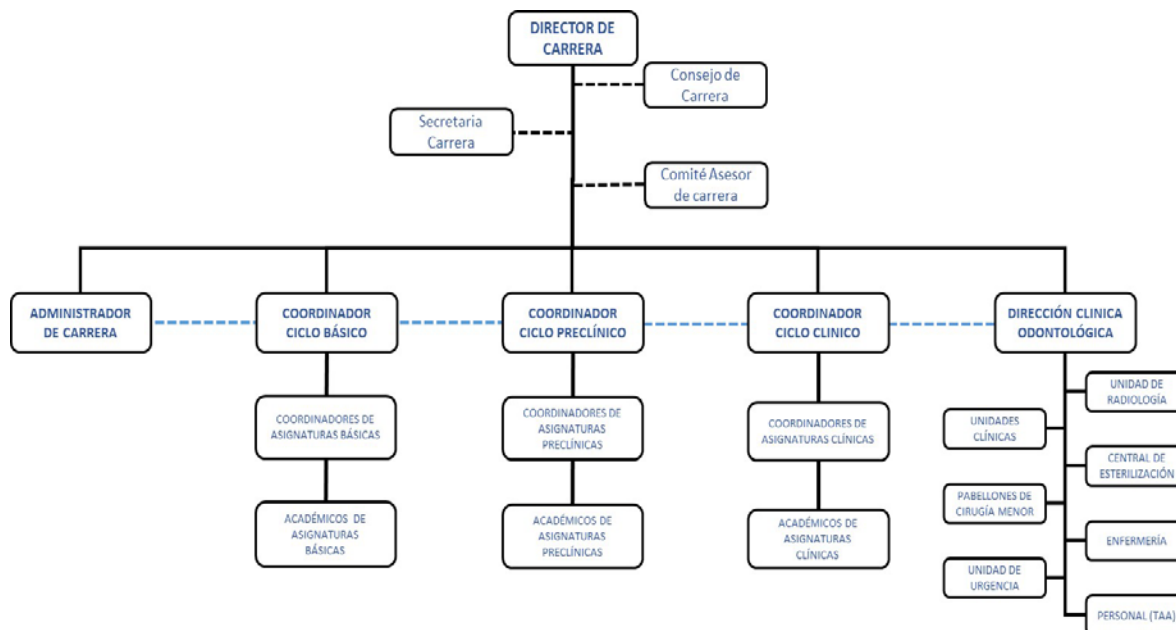 DIRECTOR DE
CARRERA
Consejo de
Carrera
Secretaria
Carrera
Comité Asesor
de carrera
ADMINISTRADOR
DE CARRERA
COORDINADOR
CICLO BÁSICO
COORDINADOR
CICLO PRECLÍNICO
COORDINADOR
CICLO CLINICO
DIRECCIÓN CLINICA
ODONTOLÓGICA
COORDINADORES DE
ASIGNATURAS BÁSICAS
COORDINADORES DE
ASIGNATURAS
PRECLÍNICAS
COORDINADORES DE
ASIGNATURAS CLÍNICAS
ACADÉMICOS DE
ASIGNATURAS
BÁSICAS
ACADÉMICOS DE
ASIGNATURAS
PRECLÍNICAS
ACADÉMICOS DE
ASIGNATURAS
CLÍNICAS
UNIDAD DE
RADIOLOGÍA
UNIDADES
CLÍNICAS
CENTRAL DE
ESTERILIZACIÓN
PABELLONES DE
CIRUGÍA MENOR
ENFERMERÍA
UNIDAD DE
URGENCIA
PERSONAL (TAA)